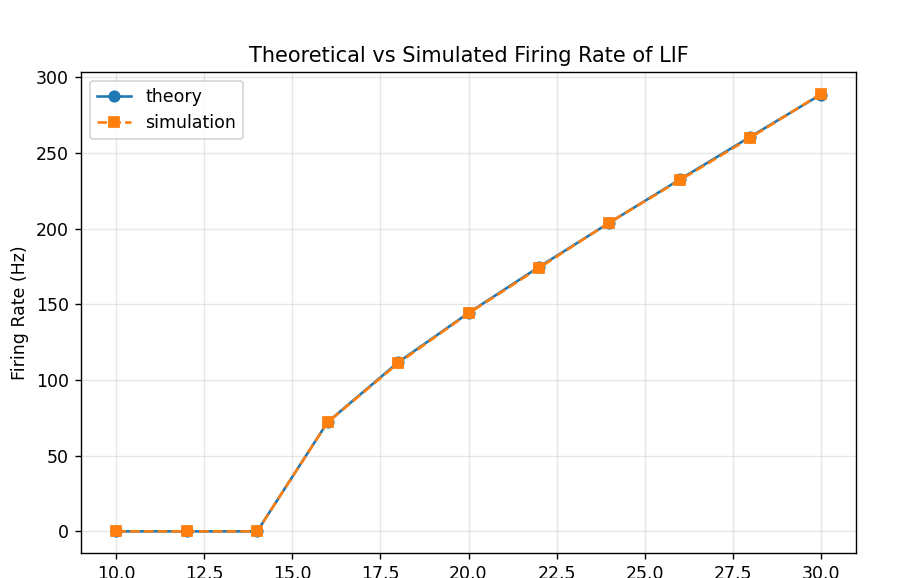 Theoretical vs Simulated Firing Rate of LIF
theory
simulation
Firing Rate (Hz)
300
250
200
150
100
50
0
10.0 12.5 15.0 17.5 20.0 22.5 25.0 27.5 30.0